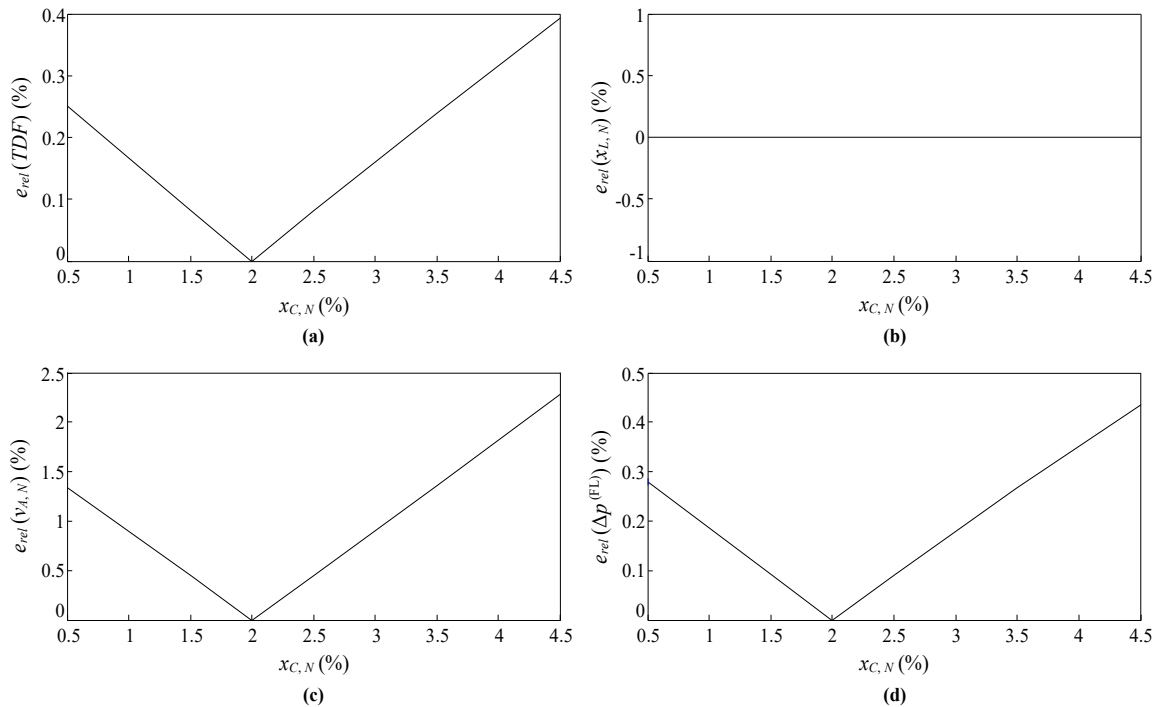 0.4
0.3
0.2
0.1
0
e_rel (TDF) (%)
0.5 1 1.5 2 2.5 3 3.5 4 4.5
x_C, N (%)
(a)
1
0.5
0
-0.5
-1
e_rel (x_L, N) (%)
0.5 1 1.5 2 2.5 3 3.5 4 4.5
x_C, N (%)
(b)
2.5
2
1.5
1
0.5
0
e_rel (v_A, N) (%)
0.5 1 1.5 2 2.5 3 3.5 4 4.5
x_C, N (%)
(c)
0.5
0.4
0.3
0.2
0.1
0
e_rel (Δp^(FL)) (%)
0.5 1 1.5 2 2.5 3 3.5 4 4.5
x_C, N (%)
(d)